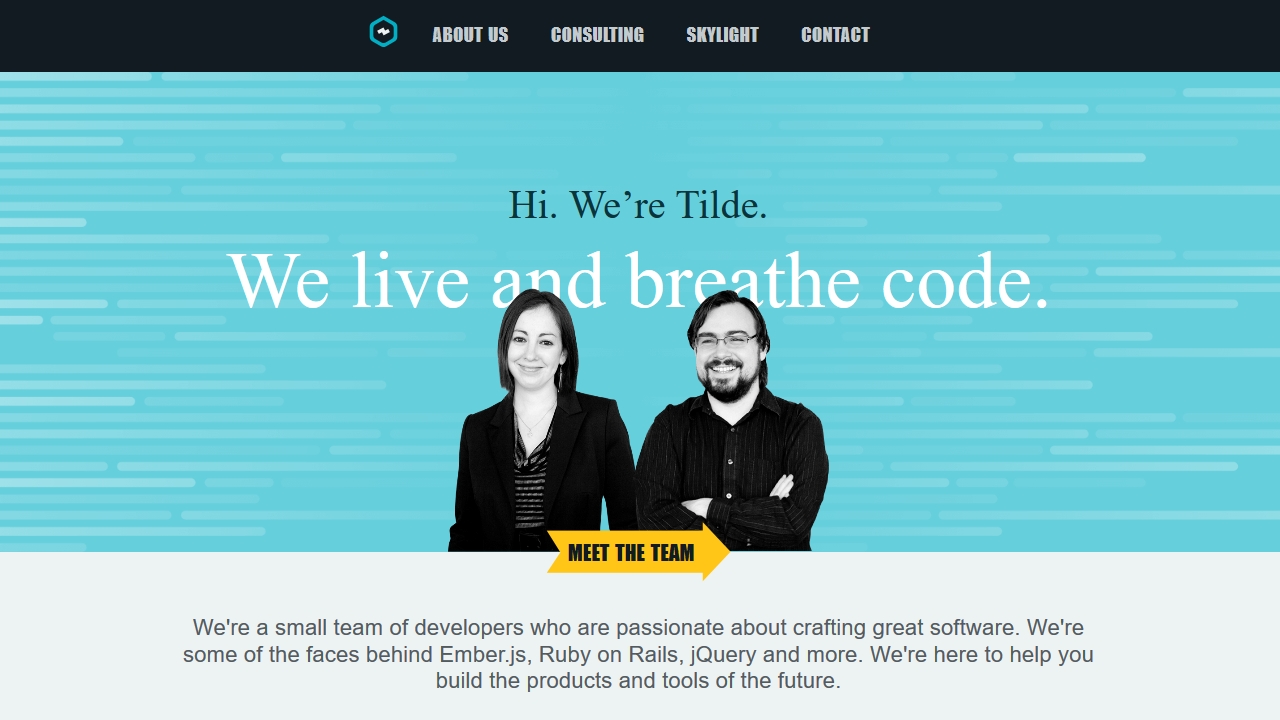 ABOUT US CONSULTING SKYLIGHT CONTACT
Hi. We’re Tilde.
We live and breathe code.
MEET THE TEAM
We're a small team of developers who are passionate about crafting great software. We're
some of the faces behind Ember.js, Ruby on Rails, jQuery and more. We're here to help you
build the products and tools of the future.